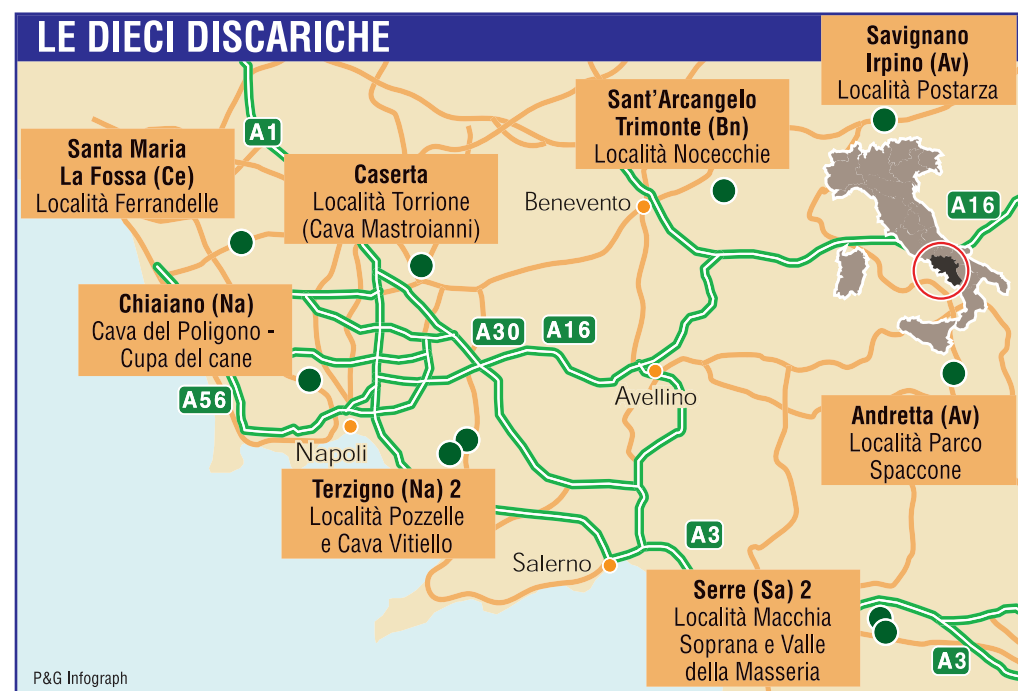 LE DIECI DISCARICHE
Savignano
Irpino (Av)
Località Postarza
Sant'Arcangelo
Trimonte (Bn)
Località Nocecchie
A1
Santa Maria
La Fossa (Ce)
Località Ferrandelle
Caserta
Località Torrione
(Cava Mastroianni)
Benevento
A16
Chiaiano (Na)
Cava del Poligono -
Cupa del cane
A30
A16
A56
Avellino
Andretta (Av)
Località Parco
Spaccone
Napoli
Terzigno (Na) 2
Località Pozzelle
e Cava Vitiello
A3
Salerno
Serre (Sa) 2
Località Macchia
Soprana e Valle
della Masseria
A3
P&G Infograph